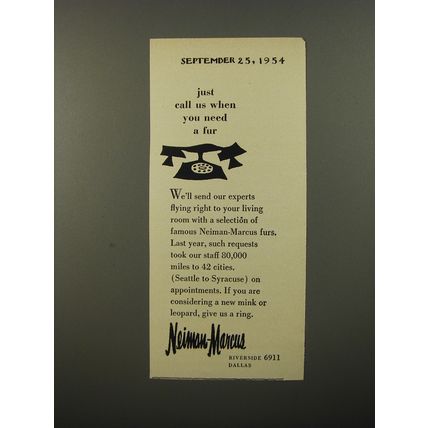 SEPTEMBER 25, 1954
just
call us when
you need
a fur
We'll send our experts
flying right to your living
room with a selection of
famous Neiman-Marcus furs.
Last year, such requests
took our staff 80,000
miles to 42 cities.
(Seattle to Syracuse) on
appointments. If you are
considering a new mink or
leopard, give us a ring.
Neiman-Marcus
RIVERSIDE 6911
DALLAS